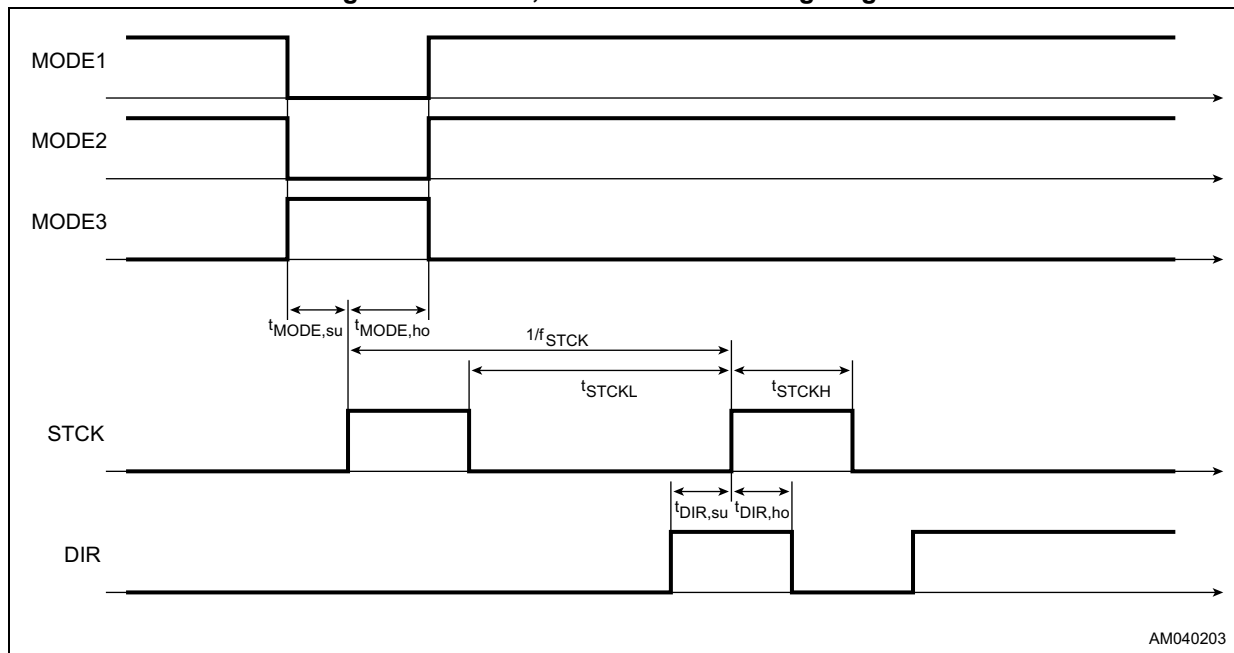 MODE1
MODE2
MODE3
tMODE,su tMODE,ho
1/fSTCK
tSTCKL tSTCKH
STCK
tDIR,su tDIR,ho
DIR
AM040203